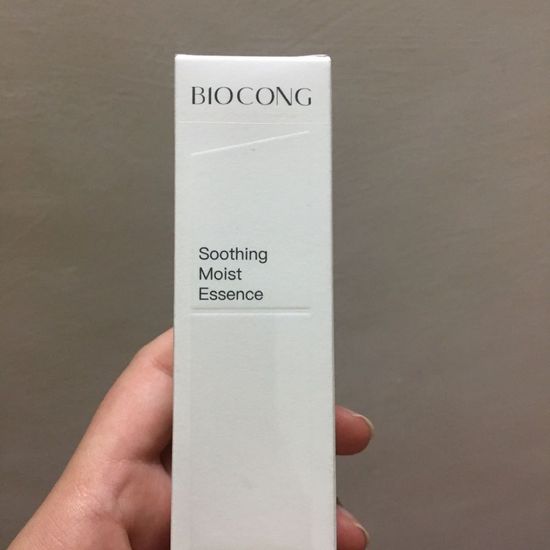 BIOCONG
Soothing
Moist
Essence